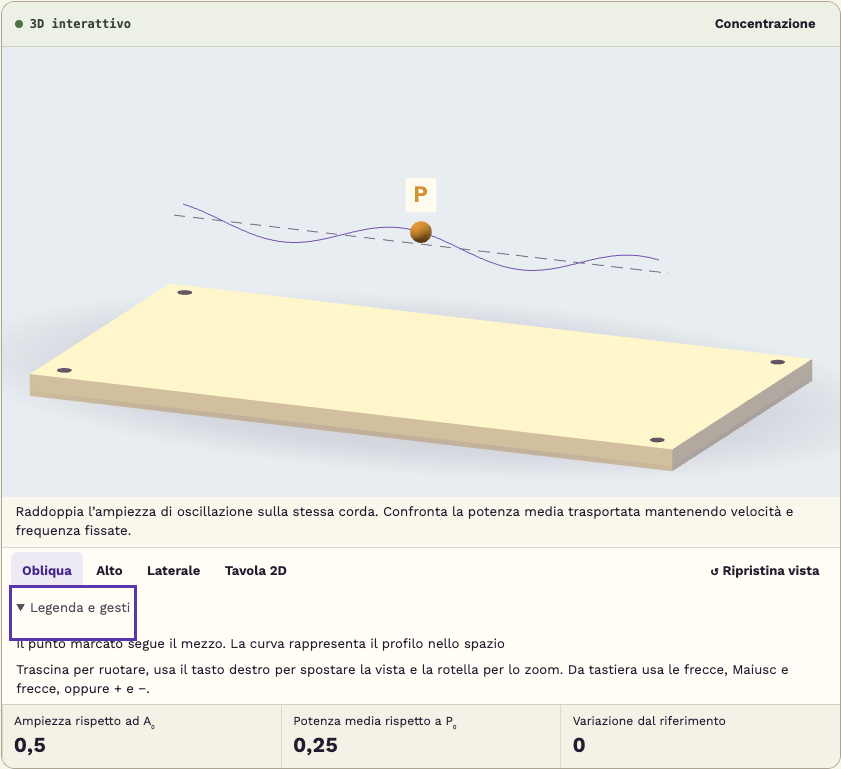 3D interattivo
Concentrazione
P
Raddoppia l’ampiezza di oscillazione sulla stessa corda. Confronta la potenza media trasportata mantenendo velocità e
frequenza fissate.
Obliqua Alto Laterale Tavola 2D ↺ Ripristina vista
▼ Legenda e gesti
Il punto marcato segue il mezzo. La curva rappresenta il profilo nello spazio
Trascina per ruotare, usa il tasto destro per spostare la vista e la rotella per lo zoom. Da tastiera usa le frecce, Maiusc e
frecce, oppure + e −.
Ampiezza rispetto ad A₀
0,5
Potenza media rispetto a P₀
0,25
Variazione dal riferimento
0